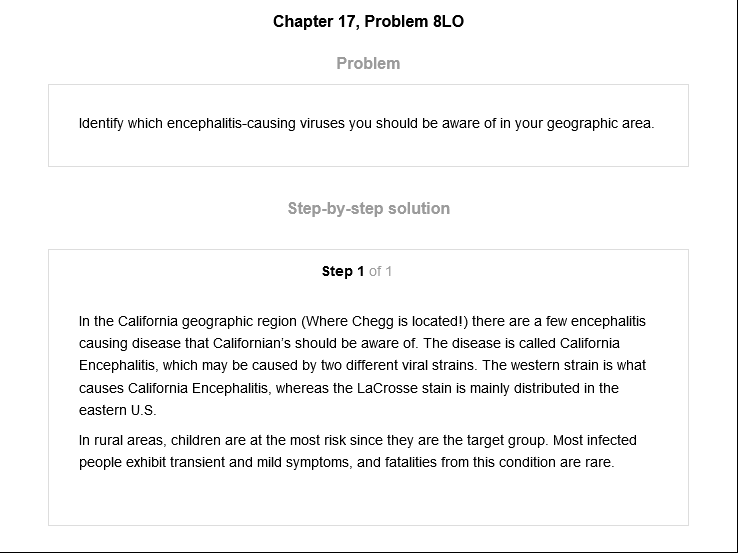 Chapter 17, Problem 8LO
Problem
Identify which encephalitis-causing viruses you should be aware of in your geographic area.
Step-by-step solution
Step 1 of 1
In the California geographic region (Where Chegg is located!) there are a few encephalitis
causing disease that Californian's should be aware of. The disease is called California
Encephalitis, which may be caused by two different viral strains. The western strain is what
causes California Encephalitis, whereas the LaCrosse stain is mainly distributed in the
eastern U.S.
In rural areas, children are at the most risk since they are the target group. Most infected
people exhibit transient and mild symptoms, and fatalities from this condition are rare.